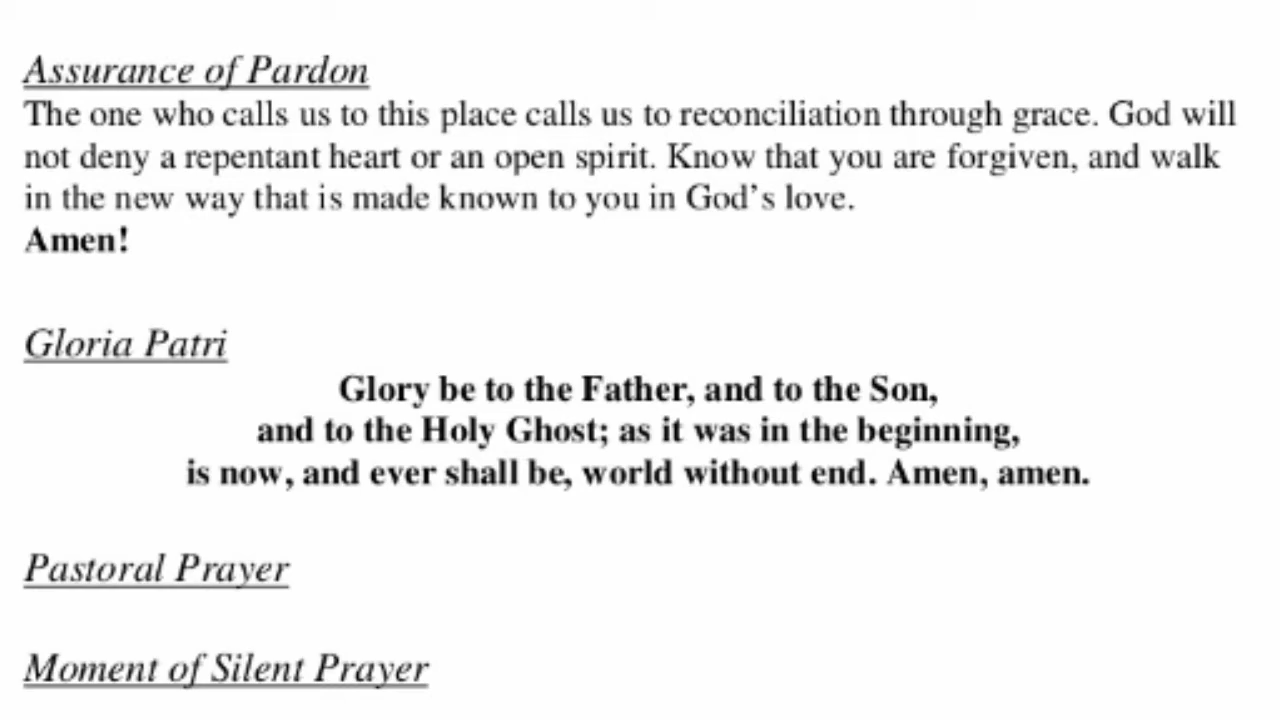 Assurance of Pardon
The one who calls us to this place calls us to reconciliation through grace. God will
not deny a repentant heart or an open spirit. Know that you are forgiven, and walk
in the new way that is made known to you in God’s love.
Amen!
Gloria Patri
Glory be to the Father, and to the Son,
and to the Holy Ghost; as it was in the beginning,
is now, and ever shall be, world without end. Amen, amen.
Pastoral Prayer
Moment of Silent Prayer